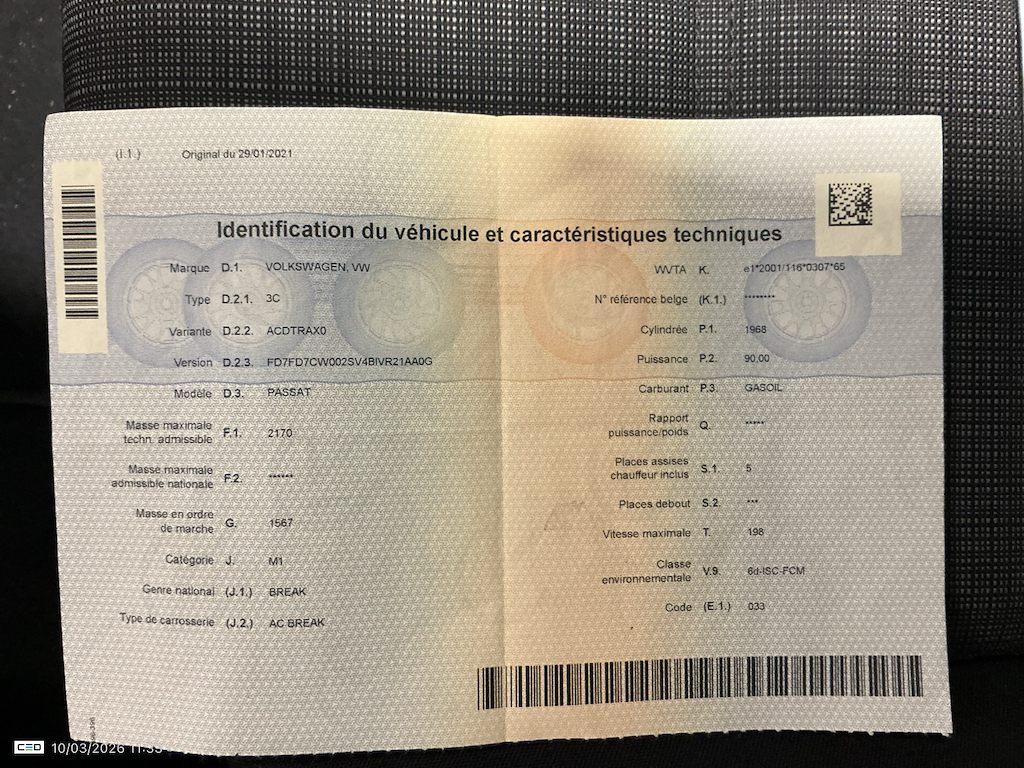 (I.1.) Original du 29/01/2021
Identification du véhicule et caractéristiques techniques
Marque D.1. VOLKSWAGEN, VW
Type D.2.1. 3C
Variante D.2.2. ACDTRAX0
Version D.2.3. FD7FD7CW002SV4BIVR21AA0G
Modèle D.3. PASSAT
Masse maximale
techn. admissible F.1. 2170
Masse maximale
admissible nationale F.2. ******
Masse en ordre
de marche G. 1567
Catégorie J. M1
Genre national (J.1.) BREAK
Type de carrosserie (J.2.) AC BREAK
WVTA K. e1*2001/116*0307*65
N° référence belge (K.1.) ********
Cylindrée P.1. 1968
Puissance P.2. 90,00
Carburant P.3. GASOIL
Rapport
puissance/poids Q. *****
Places assises
chauffeur inclus S.1. 5
Places debout S.2. ***
Vitesse maximale T. 198
Classe
environnementale V.9. 6d-ISC-FCM
Code (E.1.) 033
CEO 10/03/2026